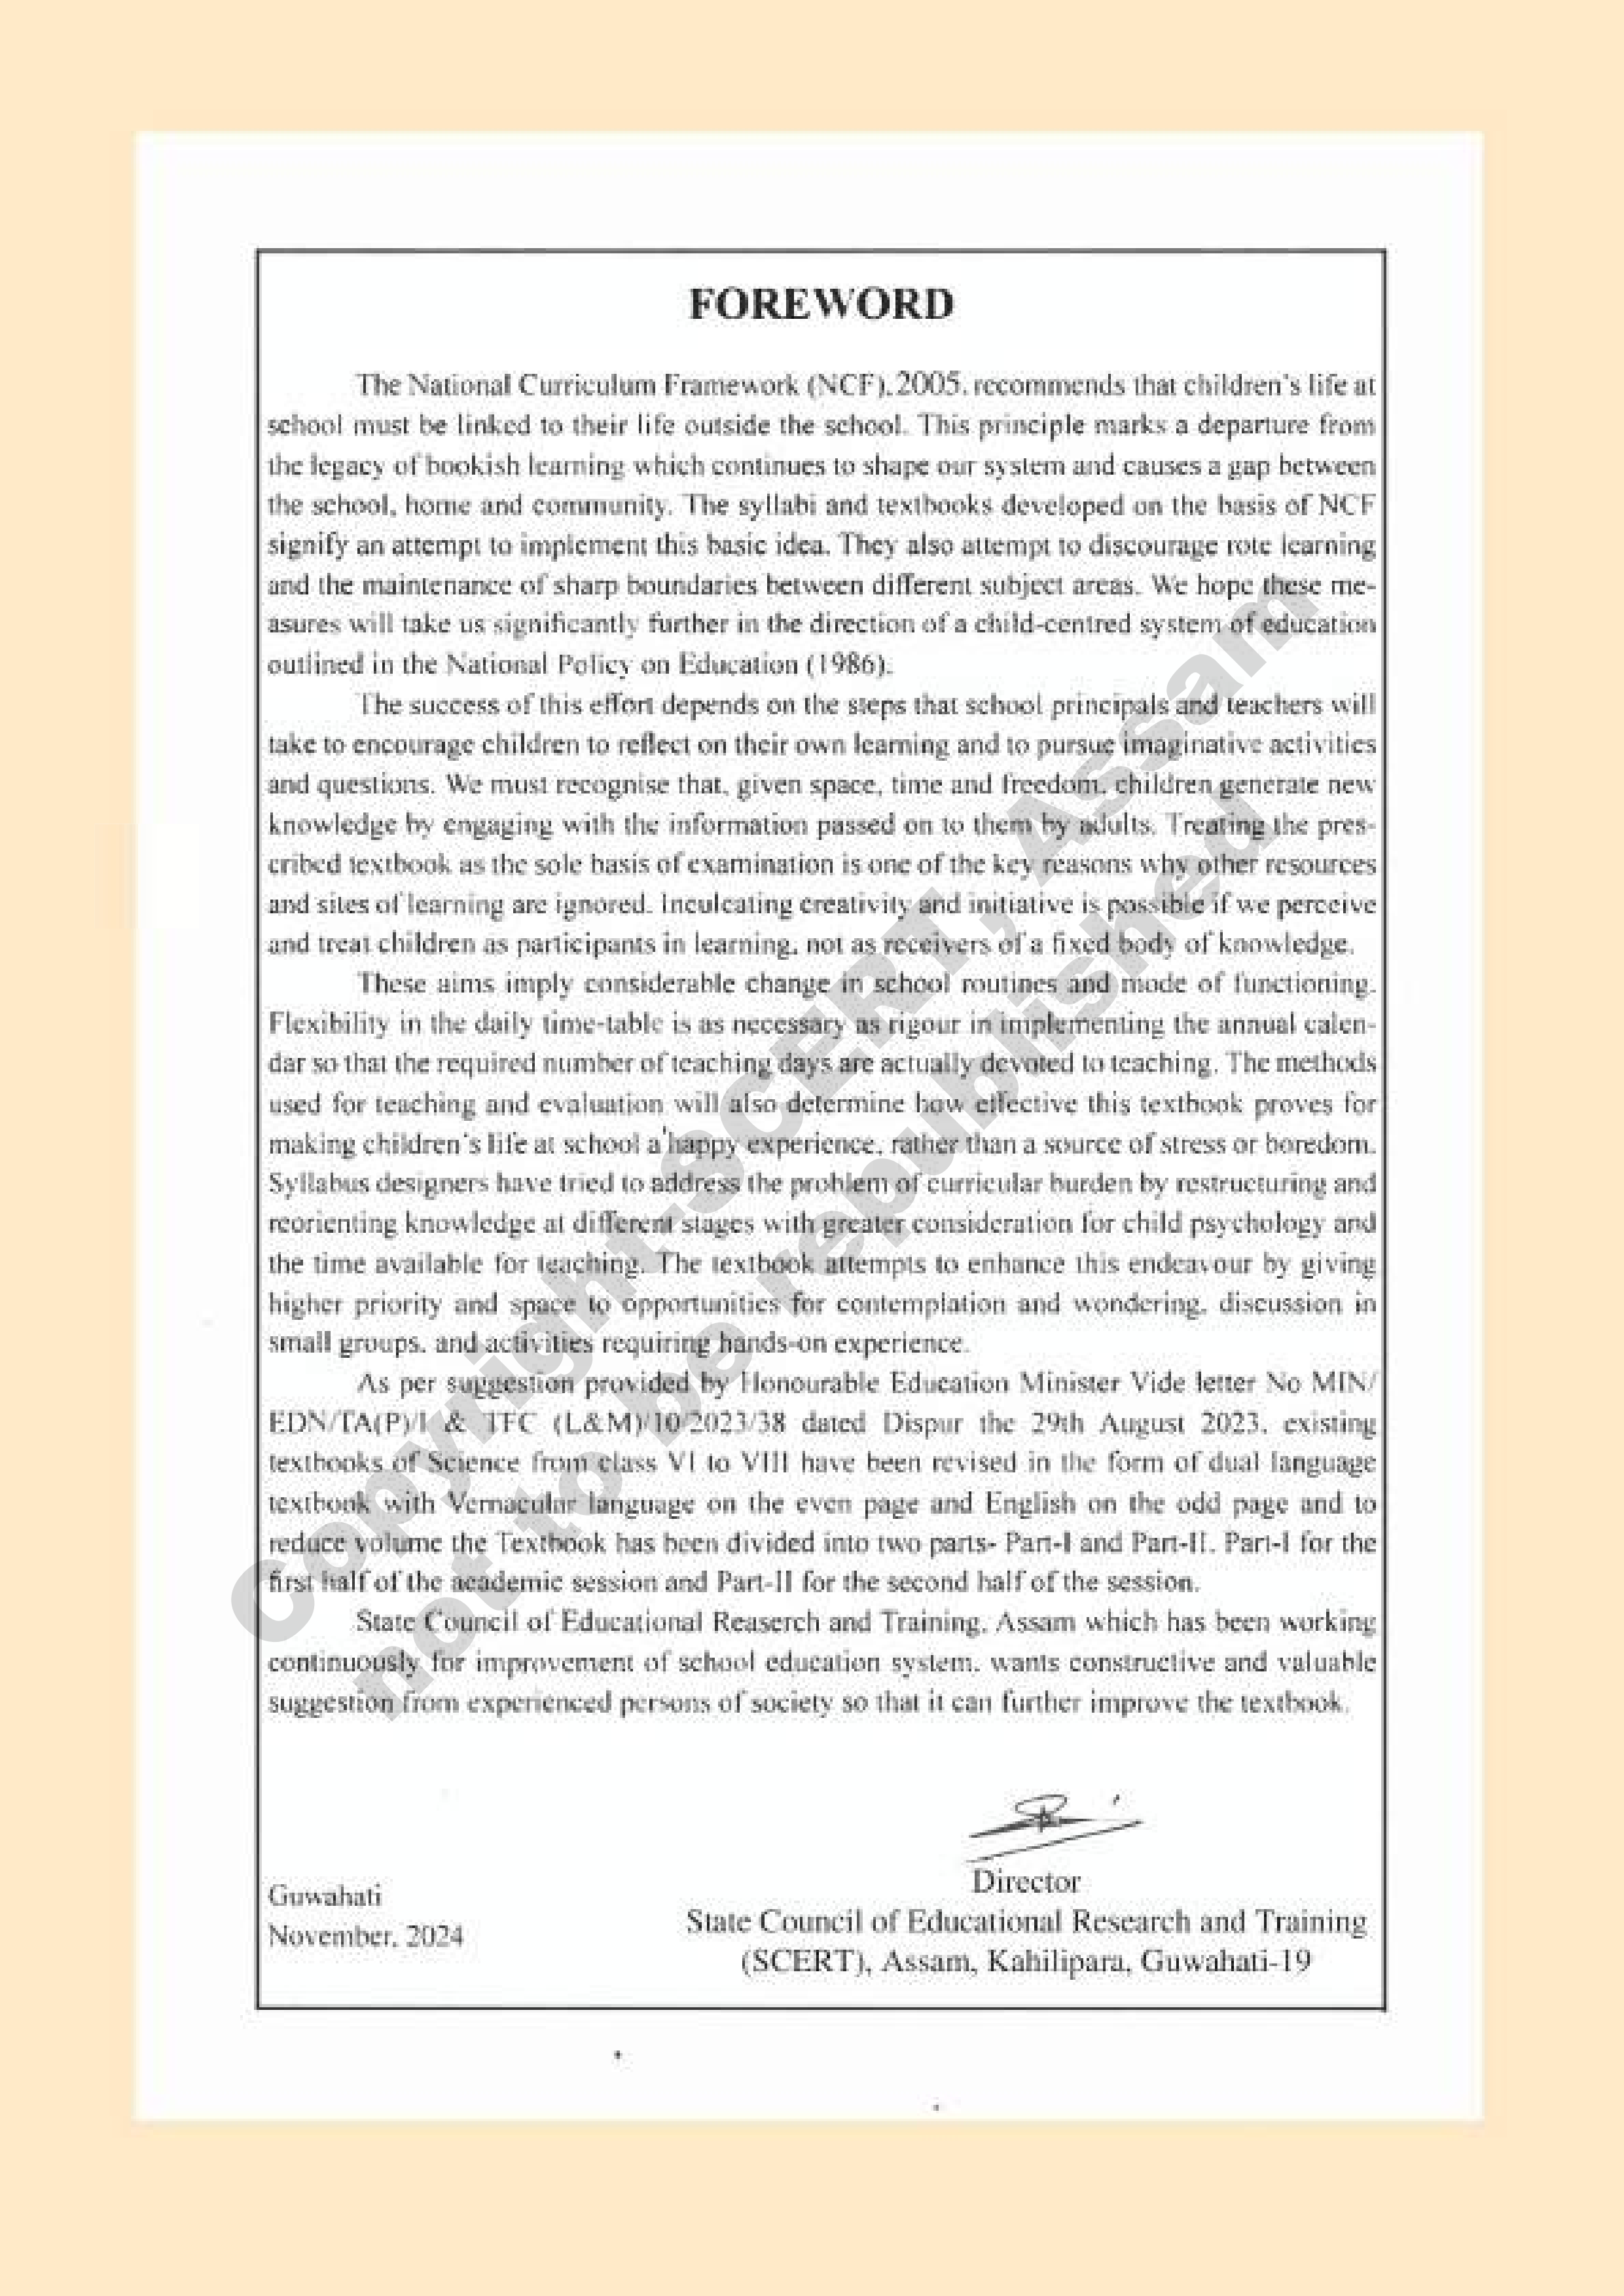 FOREWORD
The National Curriculum Framework (NCF), 2005, recommends that children's life at
school must be linked to their life outside the school. This principle marks a departure from
the legacy of bookish learning which continues to shape our system and causes a gap between
the school, home and community. The syllabi and textbooks developed on the basis of NCF
signify an attempt to implement this basic idea. They also attempt to discourage rote learning
and the maintenance of sharp boundaries between different subject areas. We hope these me-
asures will take us significantly further in the direction of a child-centred system of education
outlined in the National Policy on Education (1986).
The success of this effort depends on the steps that school principals and teachers will
take to encourage children to reflect on their own learning and to pursue imaginative activities
and questions. We must recognise that, given space, time and freedom, children generate new
knowledge by engaging with the information passed on to them by adults. Treating the pres-
cribed textbook as the sole basis of examination is one of the key reasons why other resources
and sites of learning are ignored. Inculcating creativity and initiative is possible if we perceive
and treat children as participants in learning, not as receivers of a fixed body of knowledge.
These aims imply considerable change in school routines and mode of functioning.
Flexibility in the daily time-table is as necessary as rigour in implementing the annual calen-
dar so that the required number of teaching days are actually devoted to teaching. The methods
used for teaching and evaluation will also determine how effective this textbook proves for
making children's life at school a happy experience, rather than a source of stress or boredom.
Syllabus designers have tried to address the problem of curricular burden by restructuring and
reorienting knowledge at different stages with greater consideration for child psychology and
the time available for teaching. The textbook attempts to enhance this endeavour by giving
higher priority and space to opportunities for contemplation and wondering, discussion in
small groups, and activities requiring hands-on experience.
As per suggestion provided by Honourable Education Minister Vide letter No MIN/
EDN/TA(P)/I & TFC (L&M)/10/2023/38 dated Dispur the 29th August 2023, existing
textbooks of Science from class VI to VIII have been revised in the form of dual language
textbook with Vernacular language on the even page and English on the odd page and to
reduce volume the Textbook has been divided into two parts- Part-I and Part-II. Part-I for the
first half of the academic session and Part-II for the second half of the session.
State Council of Educational Reaserch and Training, Assam which has been working
continuously for improvement of school education system, wants constructive and valuable
suggestion from experienced persons of society so that it can further improve the textbook.
Director
Guwahati
State Council of Educational Research and Training
November, 2024
(SCERT), Assam, Kahilipara, Guwahati-19
Copyright-SCERT, Assam
not to be republished